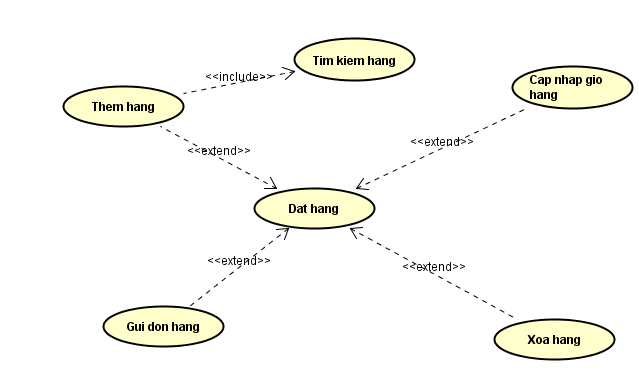 Tim kiem hang
<<include>>
Cap nhap gio
hang
Them hang
<<extend>>
<<extend>>
Dat hang
<<extend>>
<<extend>>
Gui don hang
Xoa hang